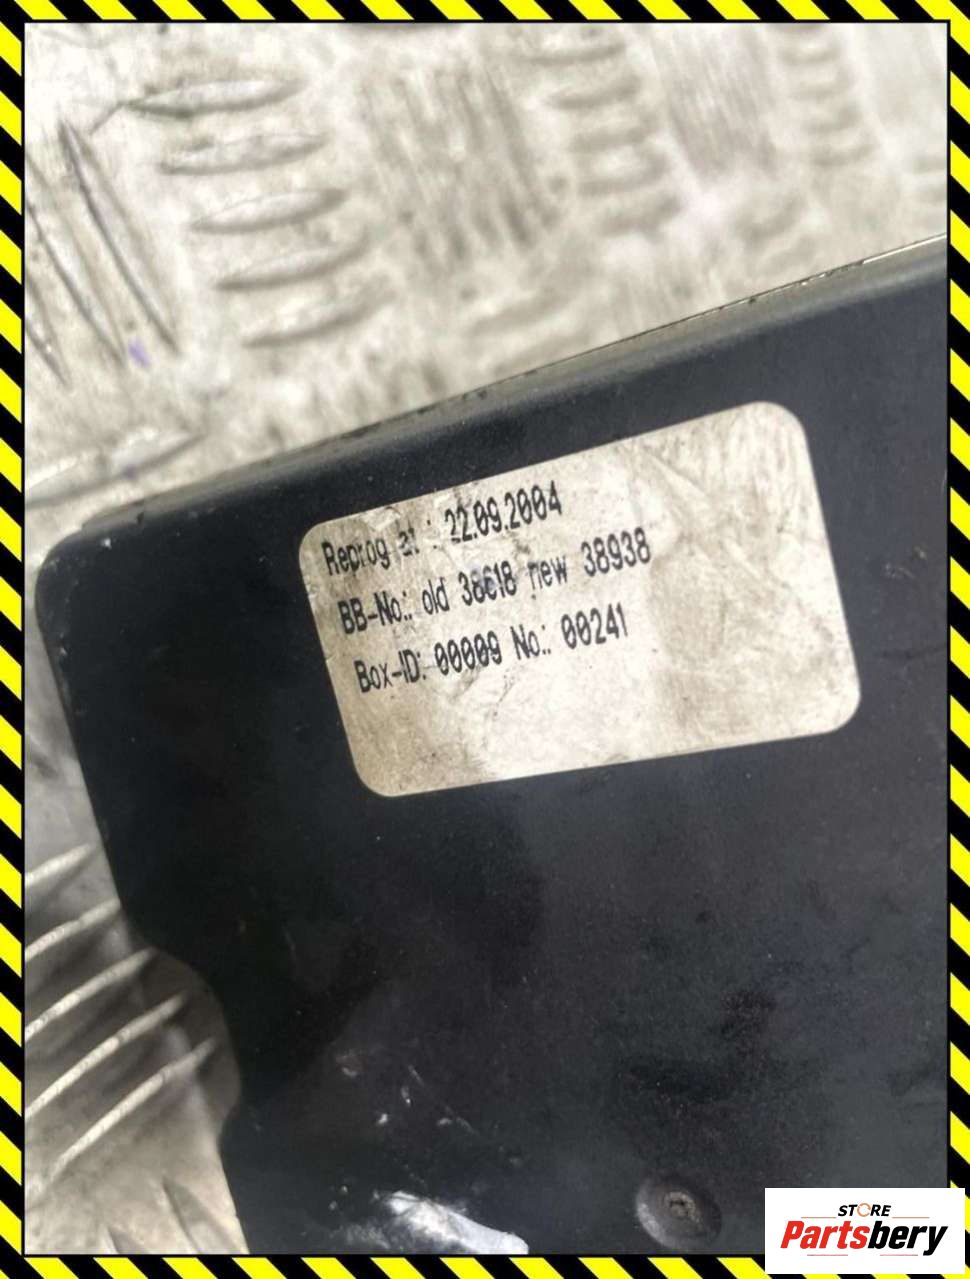 Reprog at : 22.09.2004
BB-No.: old 38618 new 38938
Box-ID: 00009 No.: 00241
STORE
Partsbery